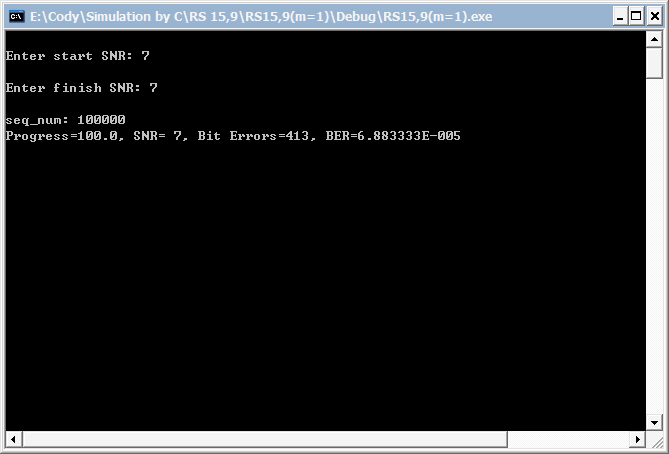 E:\Cody\Simulation by C\RS 15,9\RS15,9(m=1)\Debug\RS15,9(m=1).exe
Enter start SNR: 7
Enter finish SNR: 7
seq_num: 100000
Progress=100.0, SNR= 7, Bit Errors=413, BER=6.883333E-005